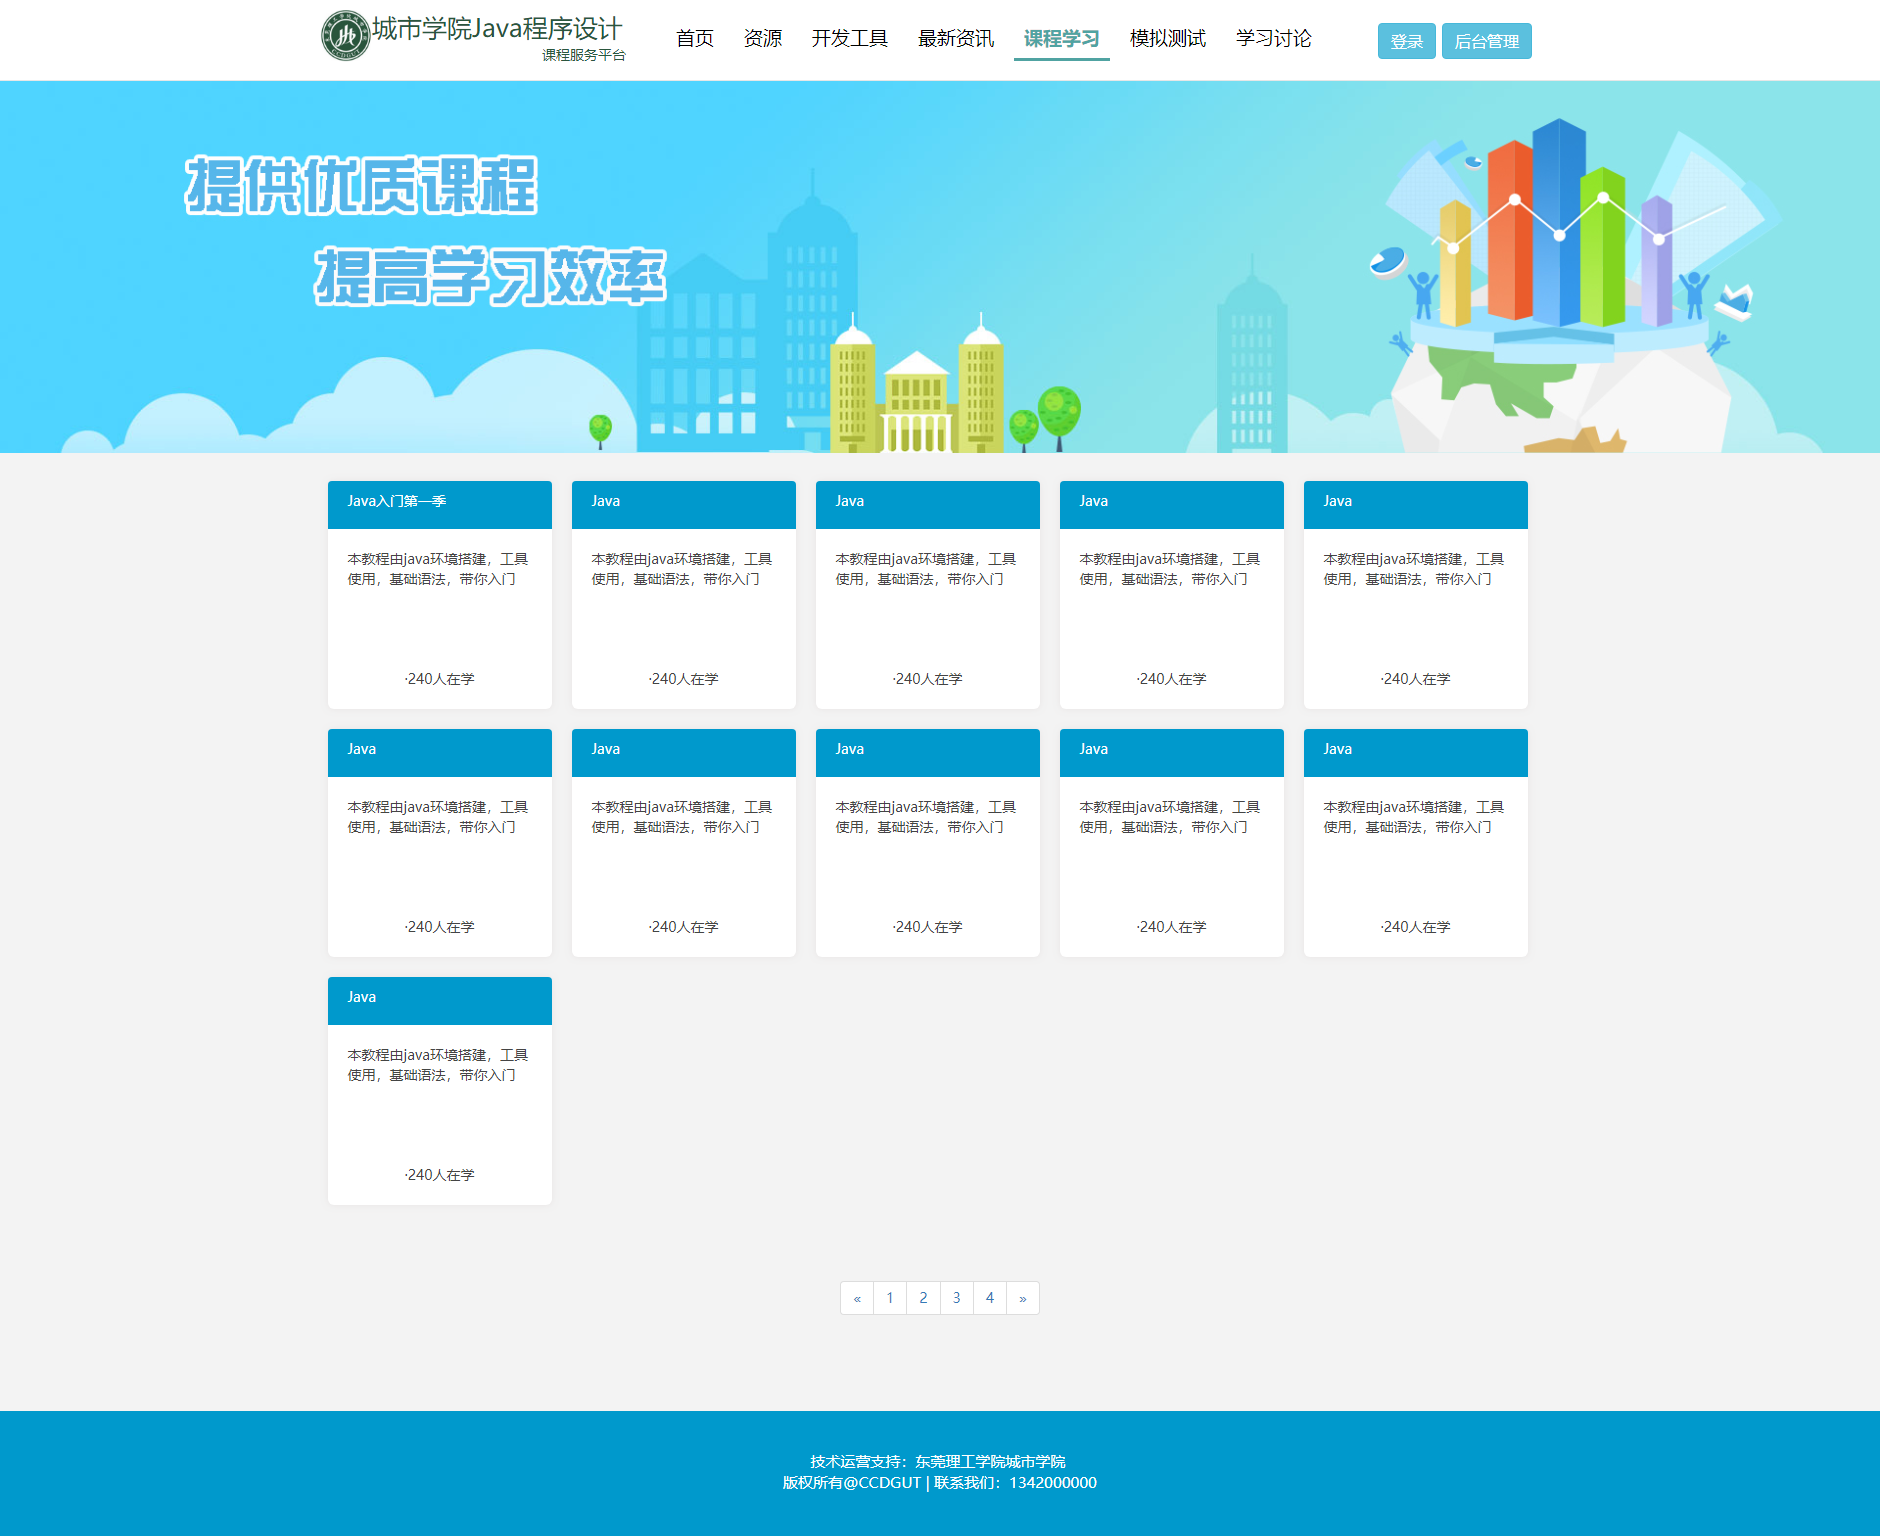 城市学院Java程序设计
课程服务平台
首页 资源 开发工具 最新资讯 课程学习 模拟测试 学习讨论
登录 后台管理
提供优质课程
提高学习效率
Java入门第一季
本教程由java环境搭建，工具
使用，基础语法，带你入门
·240人在学
Java
本教程由java环境搭建，工具
使用，基础语法，带你入门
·240人在学
Java
本教程由java环境搭建，工具
使用，基础语法，带你入门
·240人在学
Java
本教程由java环境搭建，工具
使用，基础语法，带你入门
·240人在学
Java
本教程由java环境搭建，工具
使用，基础语法，带你入门
·240人在学
Java
本教程由java环境搭建，工具
使用，基础语法，带你入门
·240人在学
Java
本教程由java环境搭建，工具
使用，基础语法，带你入门
·240人在学
Java
本教程由java环境搭建，工具
使用，基础语法，带你入门
·240人在学
Java
本教程由java环境搭建，工具
使用，基础语法，带你入门
·240人在学
Java
本教程由java环境搭建，工具
使用，基础语法，带你入门
·240人在学
Java
本教程由java环境搭建，工具
使用，基础语法，带你入门
·240人在学
« 1 2 3 4 »
技术运营支持：东莞理工学院城市学院
版权所有@CCDGUT | 联系我们：1342000000